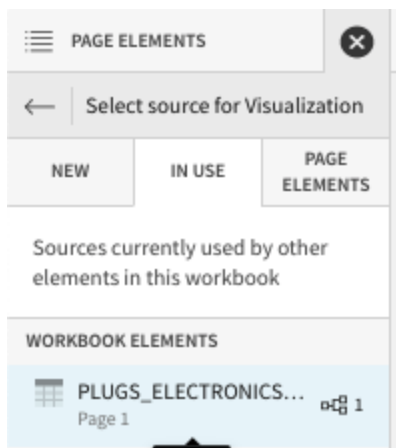 PAGE ELEMENTS
Select source for Visualization
NEW
IN USE
PAGE
ELEMENTS
Sources currently used by other
elements in this workbook
WORKBOOK ELEMENTS
PLUGS_ELECTRONICS...
1
Page 1